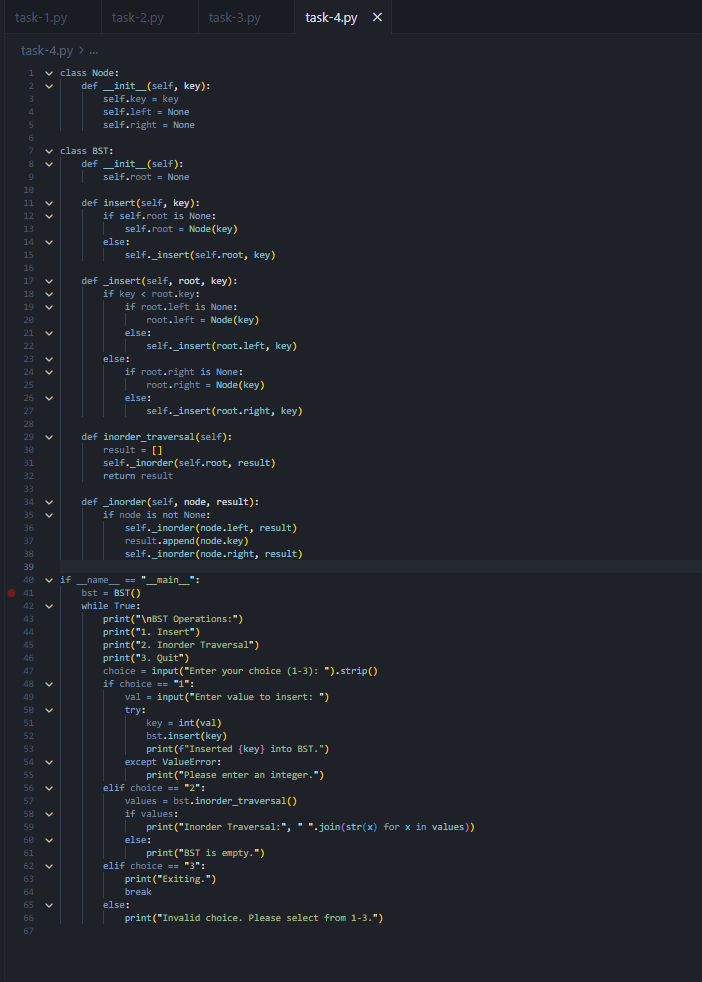 task-1.py task-2.py task-3.py task-4.py ×
task-4.py > ...
1 class Node:
2     def __init__(self, key):
3         self.key = key
4         self.left = None
5         self.right = None
6
7 class BST:
8     def __init__(self):
9         self.root = None
10
11     def insert(self, key):
12         if self.root is None:
13             self.root = Node(key)
14         else:
15             self._insert(self.root, key)
16
17     def _insert(self, root, key):
18         if key < root.key:
19             if root.left is None:
20                 root.left = Node(key)
21             else:
22                 self._insert(root.left, key)
23         else:
24             if root.right is None:
25                 root.right = Node(key)
26             else:
27                 self._insert(root.right, key)
28
29     def inorder_traversal(self):
30         result = []
31         self._inorder(self.root, result)
32         return result
33
34     def _inorder(self, node, result):
35         if node is not None:
36             self._inorder(node.left, result)
37             result.append(node.key)
38             self._inorder(node.right, result)
39
40 if __name__ == "__main__":
41     bst = BST()
42     while True:
43         print("\nBST Operations:")
44         print("1. Insert")
45         print("2. Inorder Traversal")
46         print("3. Quit")
47         choice = input("Enter your choice (1-3): ").strip()
48         if choice == "1":
49             val = input("Enter value to insert: ")
50             try:
51                 key = int(val)
52                 bst.insert(key)
53                 print(f"Inserted {key} into BST.")
54             except ValueError:
55                 print("Please enter an integer.")
56         elif choice == "2":
57             values = bst.inorder_traversal()
58             if values:
59                 print("Inorder Traversal:", " ".join(str(x) for x in values))
60             else:
61                 print("BST is empty.")
62         elif choice == "3":
63             print("Exiting.")
64             break
65         else:
66             print("Invalid choice. Please select from 1-3.")
67